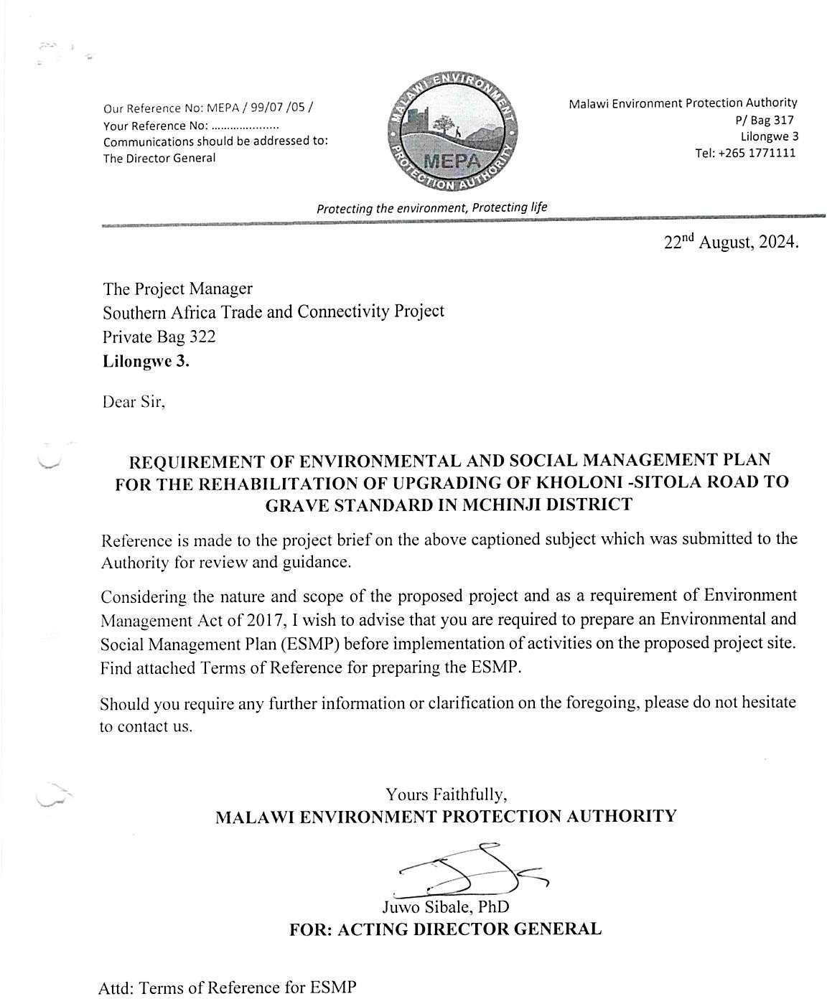 Our Reference No: MEPA / 99/07 /05 /
Your Reference No: ......................
Communications should be addressed to:
The Director General
MALAWI ENVIRONMENT
PROTECTION AUTHORITY
MEPA
Malawi Environment Protection Authority
P/ Bag 317
Lilongwe 3
Tel: +265 1771111
Protecting the environment, Protecting life
22nd August, 2024.
The Project Manager
Southern Africa Trade and Connectivity Project
Private Bag 322
Lilongwe 3.
Dear Sir,
REQUIREMENT OF ENVIRONMENTAL AND SOCIAL MANAGEMENT PLAN
FOR THE REHABILITATION OF UPGRADING OF KHOLONI -SITOLA ROAD TO
GRAVE STANDARD IN MCHINJI DISTRICT
Reference is made to the project brief on the above captioned subject which was submitted to the
Authority for review and guidance.
Considering the nature and scope of the proposed project and as a requirement of Environment
Management Act of 2017, I wish to advise that you are required to prepare an Environmental and
Social Management Plan (ESMP) before implementation of activities on the proposed project site.
Find attached Terms of Reference for preparing the ESMP.
Should you require any further information or clarification on the foregoing, please do not hesitate
to contact us.
Yours Faithfully,
MALAWI ENVIRONMENT PROTECTION AUTHORITY
Juwo Sibale, PhD
FOR: ACTING DIRECTOR GENERAL
Attd: Terms of Reference for ESMP